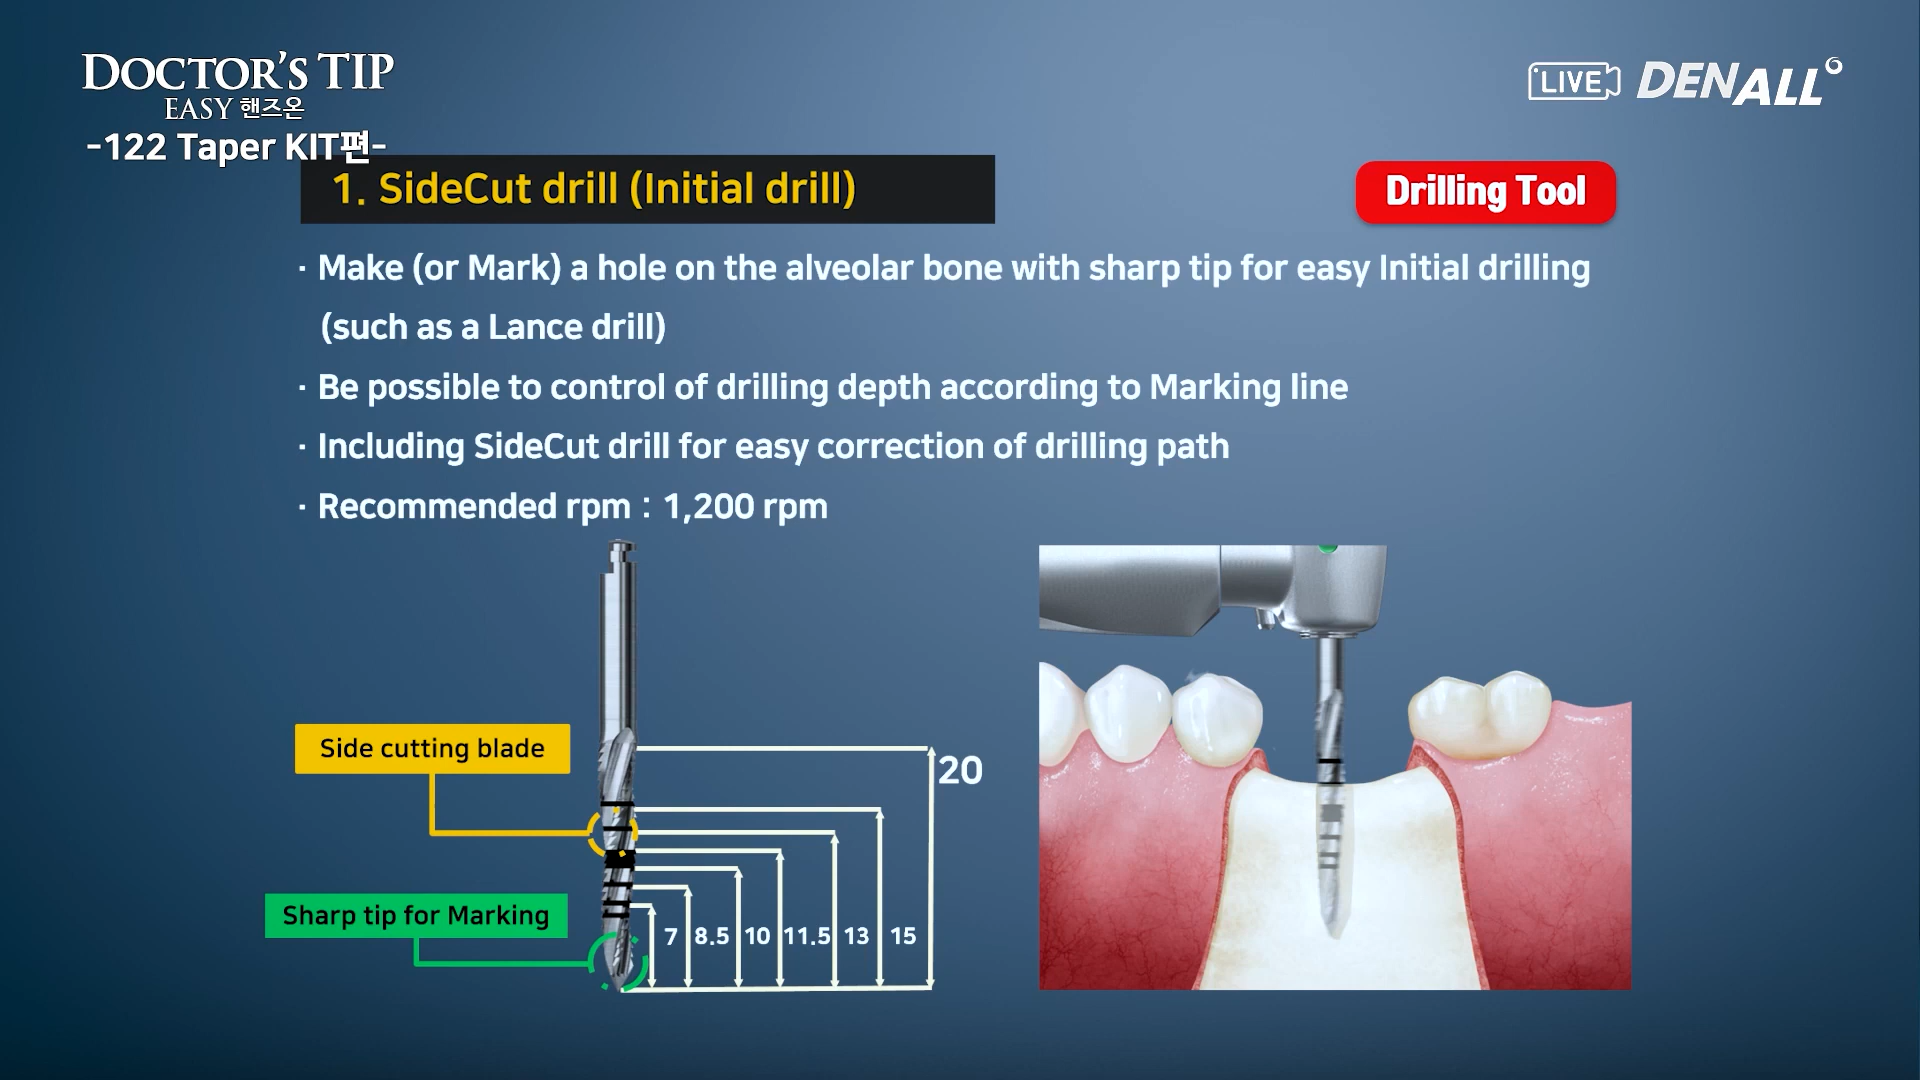 DOCTOR'S TIP
EASY 핸즈온
-122 Taper KIT편-
LIVE DENALL
1. SideCut drill (Initial drill)
Drilling Tool
· Make (or Mark) a hole on the alveolar bone with sharp tip for easy Initial drilling
(such as a Lance drill)
· Be possible to control of drilling depth according to Marking line
· Including SideCut drill for easy correction of drilling path
· Recommended rpm : 1,200 rpm
Side cutting blade
20
Sharp tip for Marking
7 8.5 10 11.5 13 15